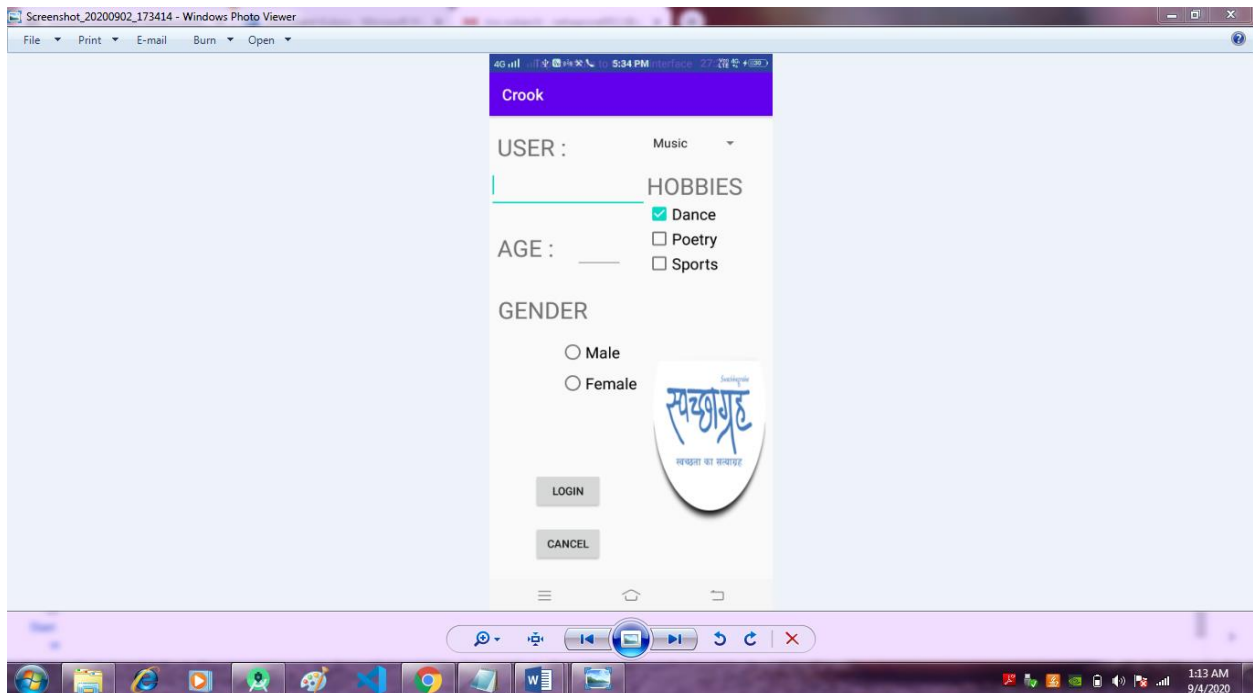 Screenshot_20200902_173414 - Windows Photo Viewer
File Print E-mail Burn Open
4G 5:34 PM
Crook
USER : Music
HOBBIES
Dance
AGE : Poetry
Sports
GENDER
Male
Female
स्वच्छाग्रह
स्वच्छता का सत्याग्रह
LOGIN
CANCEL
1:13 AM
9/4/2020